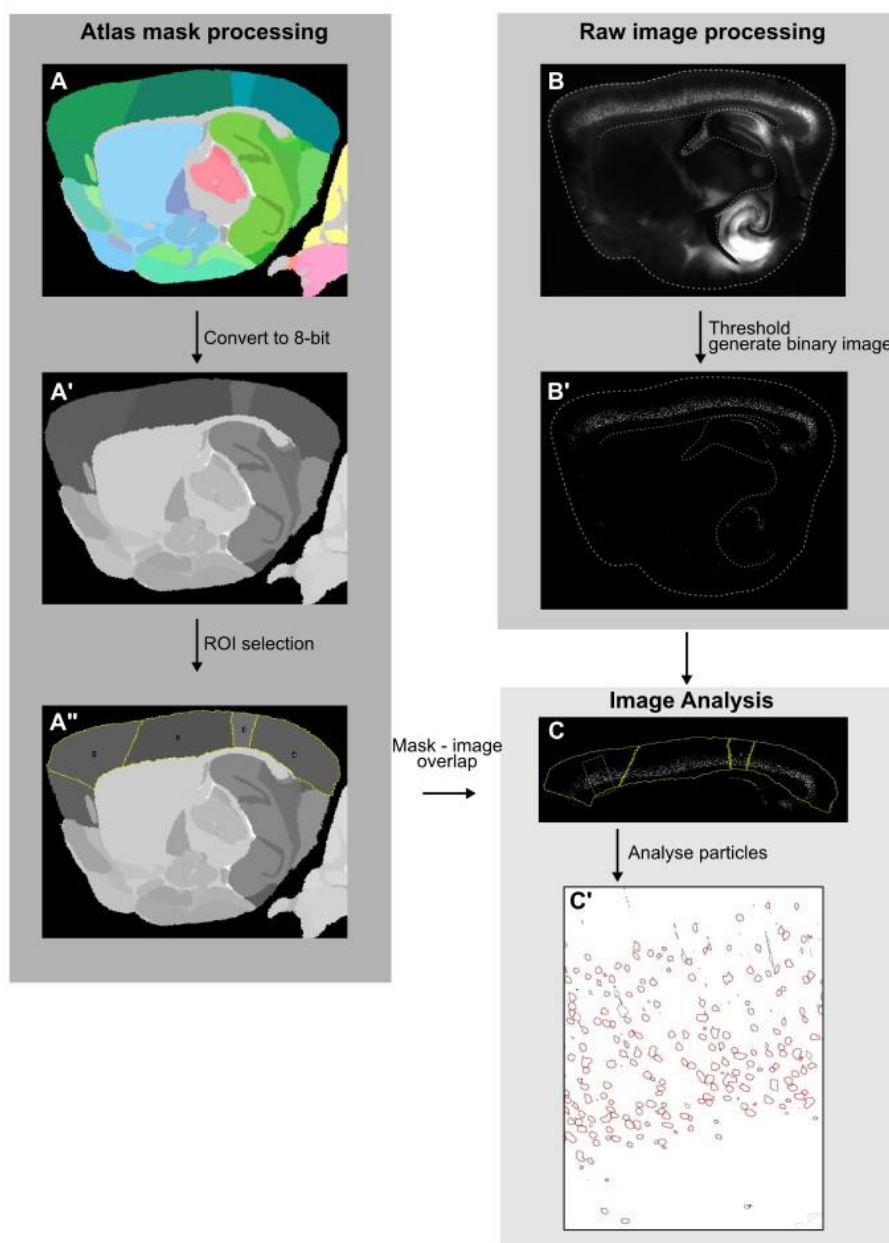 Atlas mask processing
A
Convert to 8-bit
A'
ROI selection
A"
Mask - image
overlap
Raw image processing
B
Threshold
generate binary image
B'
Image Analysis
C
Analyse particles
C'